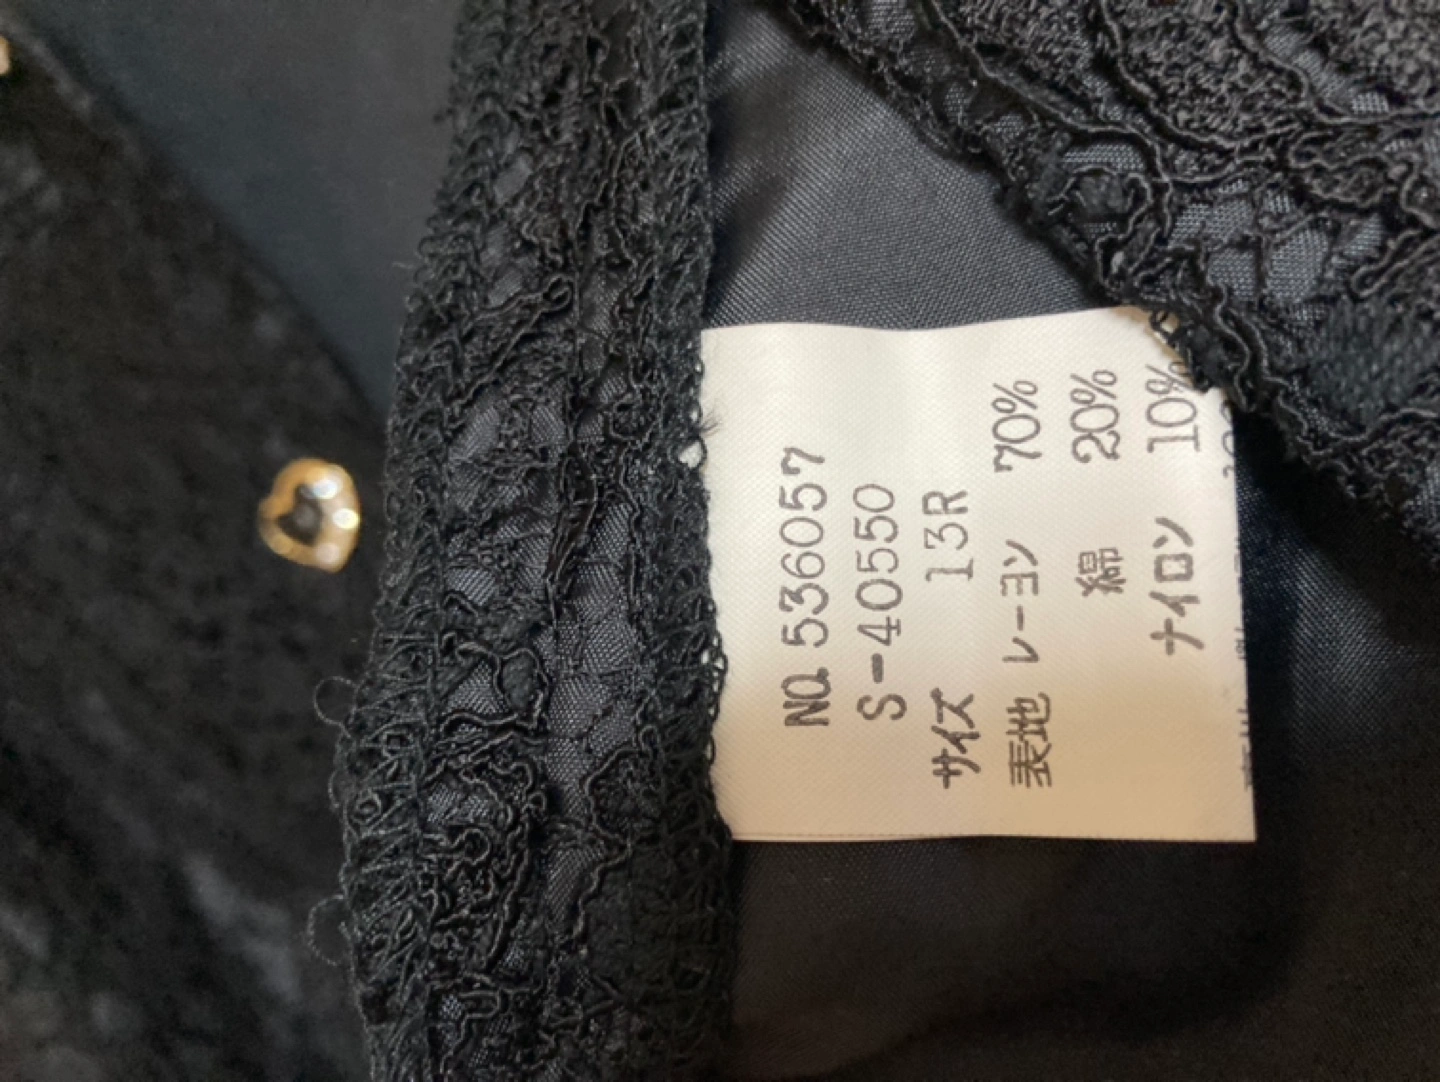 NO.536057
S-40550
サイズ 13R
表地 レーヨン 70%
綿 20%
ナイロン 10%